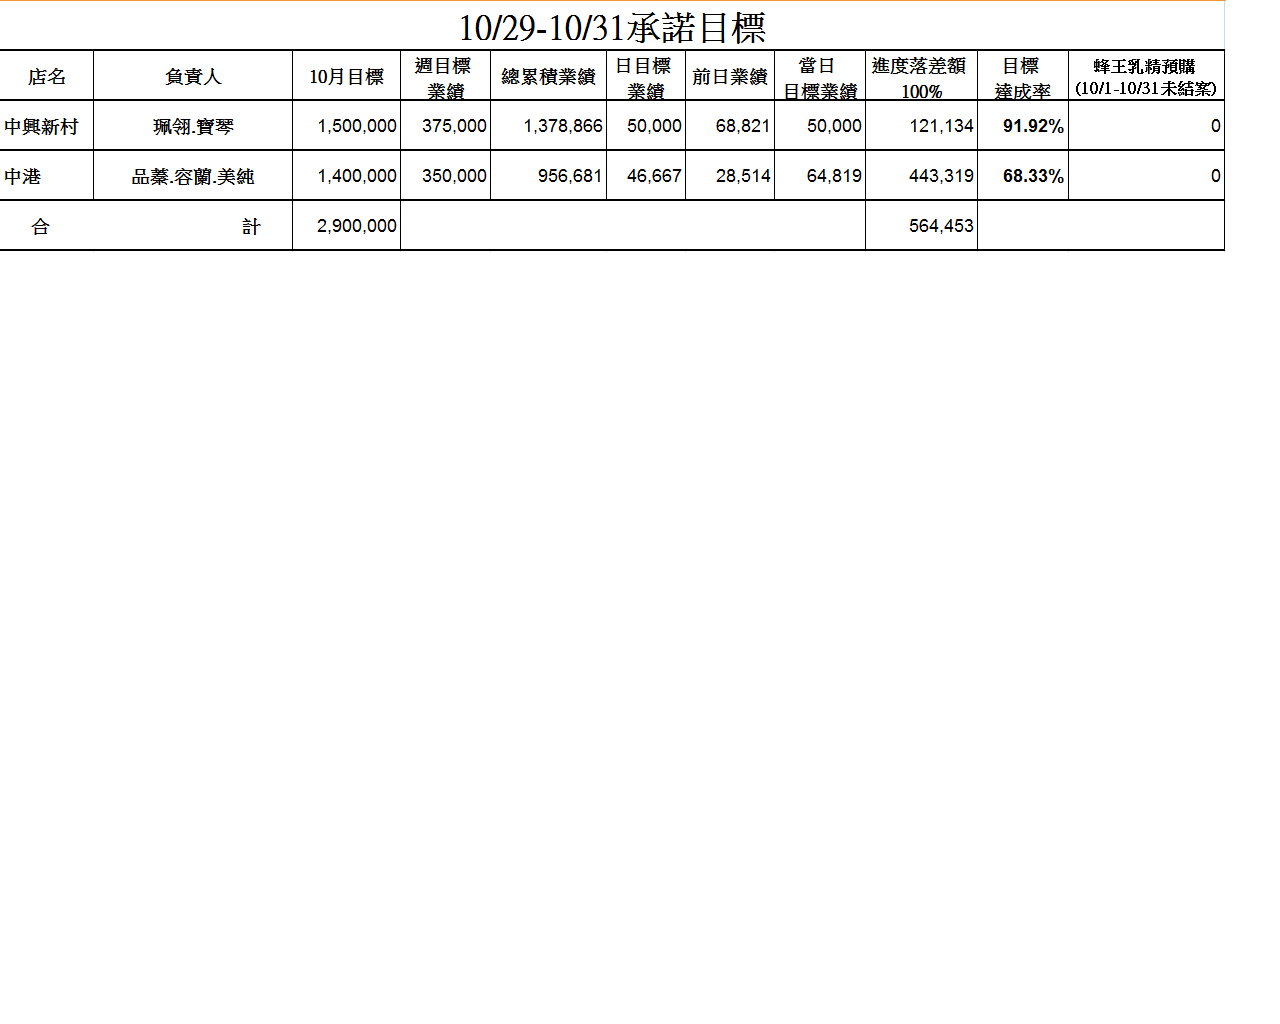 10/29-10/31承諾目標
店名 負責人 10月目標 週目標業績 總累積業績 日目標業績 前日業績 當日目標業績 進度落差額100% 目標達成率 蜂王乳精預購(10/1-10/31未結案)
中興新村 珮翎.寶琴 1,500,000 375,000 1,378,866 50,000 68,821 50,000 121,134 91.92% 0
中港 品蓁.容蘭.美純 1,400,000 350,000 956,681 46,667 28,514 64,819 443,319 68.33% 0
合計 2,900,000 564,453